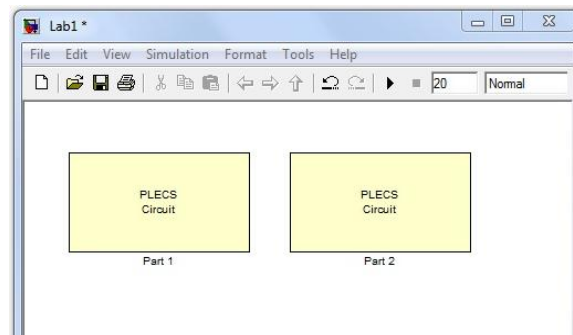 Lab1 *
File Edit View Simulation Format Tools Help
20 Normal
PLECS
Circuit
Part 1
PLECS
Circuit
Part 2